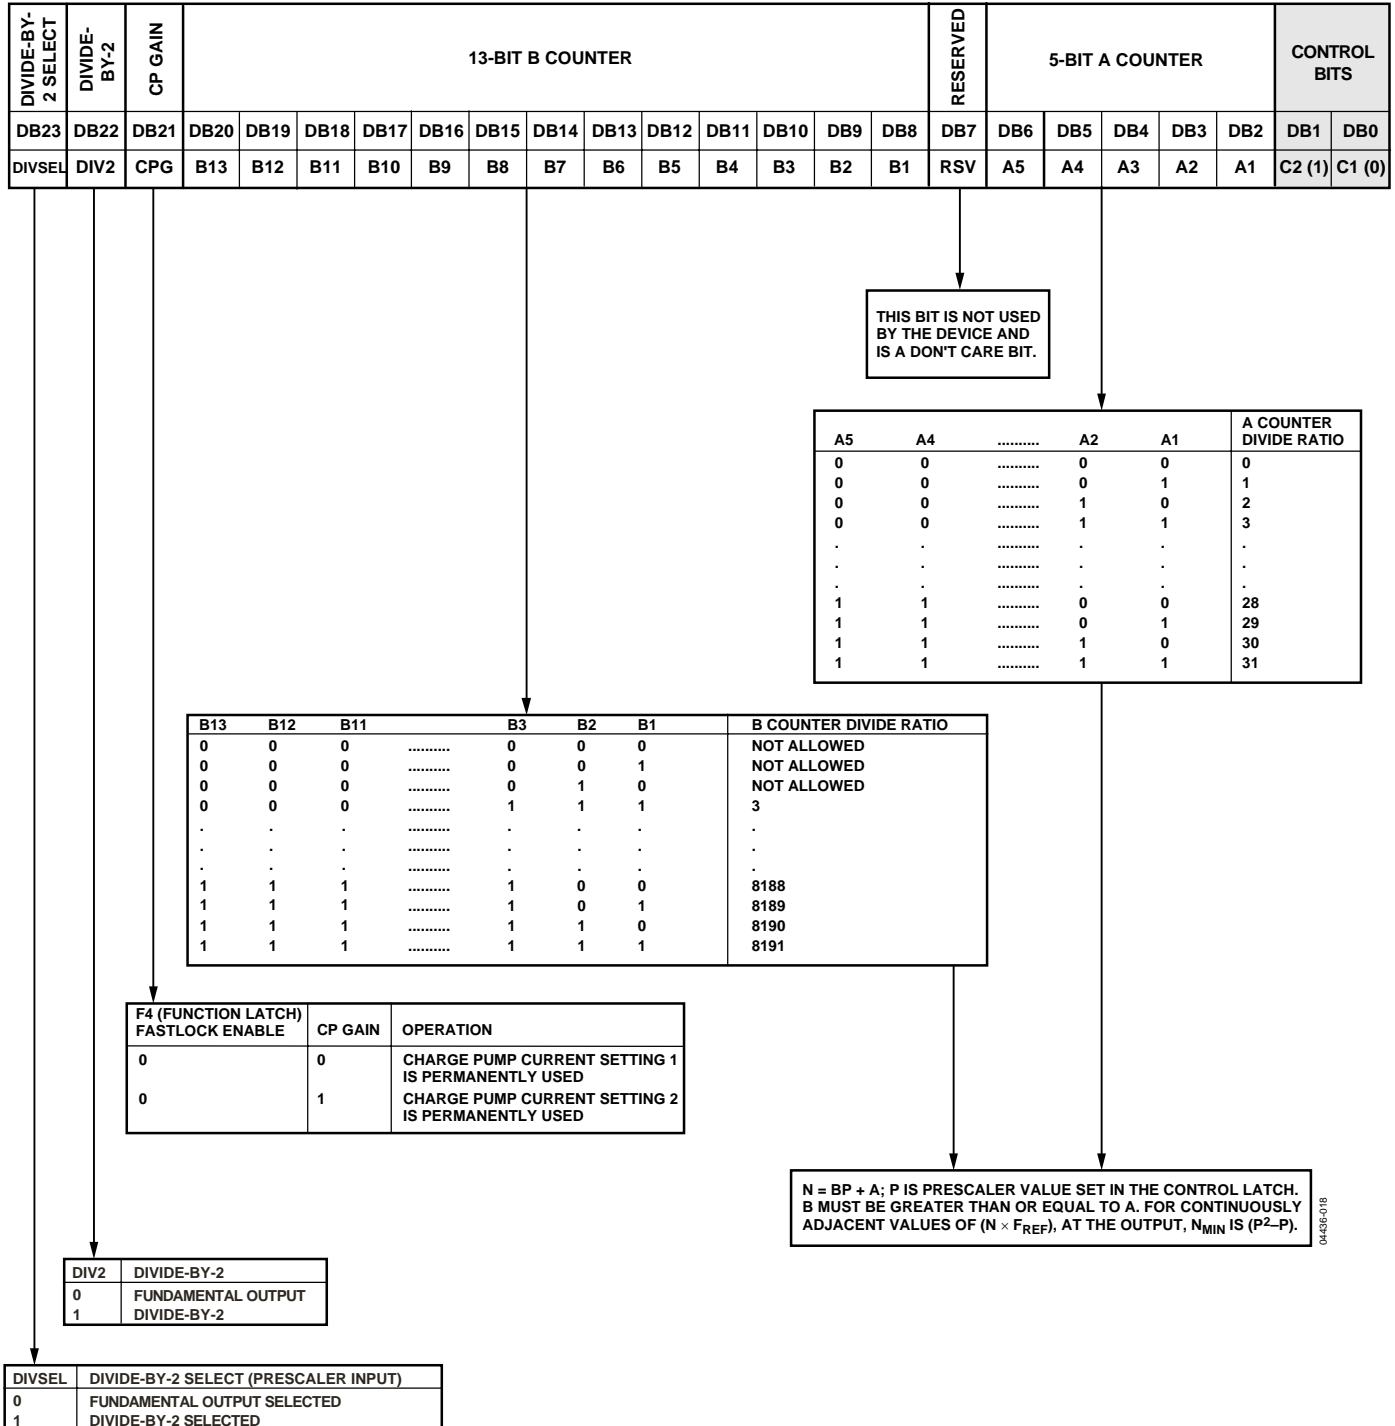 DIVIDE-BY-
2 SELECT
DIVIDE-
BY-2
CP GAIN
13-BIT B COUNTER
RESERVED
5-BIT A COUNTER
CONTROL
BITS
DB23 DB22 DB21 DB20 DB19 DB18 DB17 DB16 DB15 DB14 DB13 DB12 DB11 DB10 DB9 DB8 DB7 DB6 DB5 DB4 DB3 DB2 DB1 DB0
DIVSEL DIV2 CPG B13 B12 B11 B10 B9 B8 B7 B6 B5 B4 B3 B2 B1 RSV A5 A4 A3 A2 A1 C2 (1) C1 (0)
THIS BIT IS NOT USED
BY THE DEVICE AND
IS A DON'T CARE BIT.
A COUNTER
A5 A4 .......... A2 A1 DIVIDE RATIO
0 0 .......... 0 0 0
0 0 .......... 0 1 1
0 0 .......... 1 0 2
0 0 .......... 1 1 3
. . .......... . . .
. . .......... . . .
. . .......... . . .
1 1 .......... 0 0 28
1 1 .......... 0 1 29
1 1 .......... 1 0 30
1 1 .......... 1 1 31
B13 B12 B11 B3 B2 B1 B COUNTER DIVIDE RATIO
0 0 0 .......... 0 0 0 NOT ALLOWED
0 0 0 .......... 0 0 1 NOT ALLOWED
0 0 0 .......... 0 1 0 NOT ALLOWED
0 0 0 .......... 1 1 1 3
. . . .......... . . . .
. . . .......... . . . .
. . . .......... . . . .
1 1 1 .......... 1 0 0 8188
1 1 1 .......... 1 0 1 8189
1 1 1 .......... 1 1 0 8190
1 1 1 .......... 1 1 1 8191
F4 (FUNCTION LATCH)
FASTLOCK ENABLE CP GAIN OPERATION
0 0 CHARGE PUMP CURRENT SETTING 1
IS PERMANENTLY USED
0 1 CHARGE PUMP CURRENT SETTING 2
IS PERMANENTLY USED
N = BP + A; P IS PRESCALER VALUE SET IN THE CONTROL LATCH.
B MUST BE GREATER THAN OR EQUAL TO A. FOR CONTINUOUSLY
ADJACENT VALUES OF (N × FREF), AT THE OUTPUT, NMIN IS (P²–P).
04436-018
DIV2 DIVIDE-BY-2
0 FUNDAMENTAL OUTPUT
1 DIVIDE-BY-2
DIVSEL DIVIDE-BY-2 SELECT (PRESCALER INPUT)
0 FUNDAMENTAL OUTPUT SELECTED
1 DIVIDE-BY-2 SELECTED